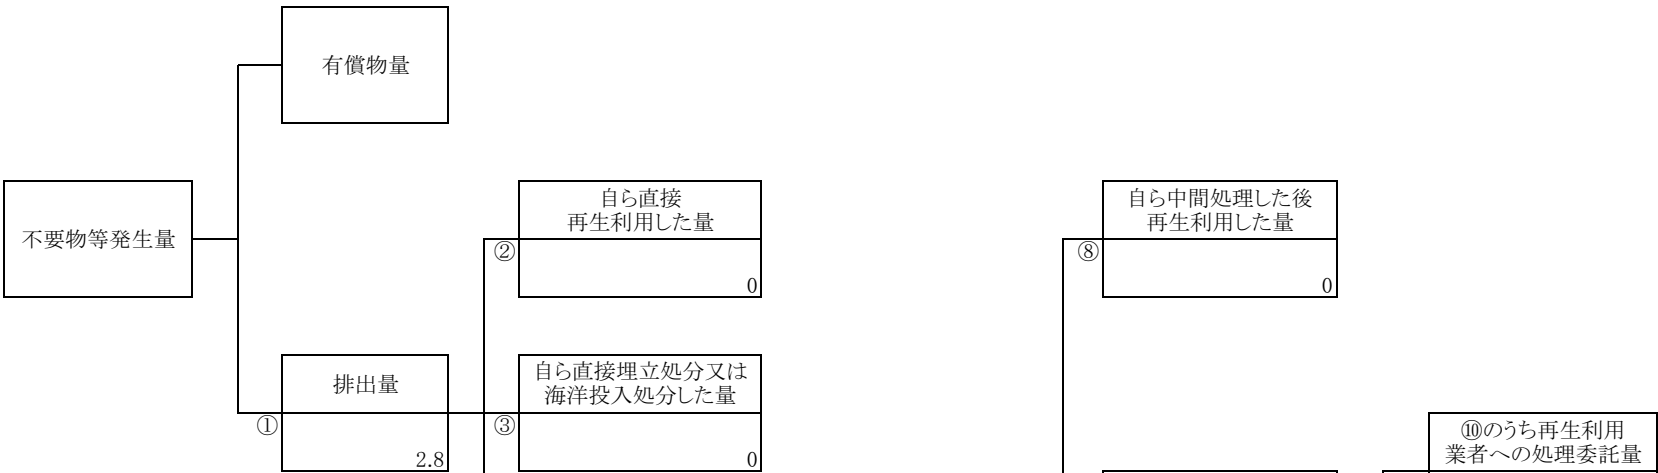 有償物量
不要物等発生量
自ら直接
再生利用した量
②
0
自ら中間処理した後
再生利用した量
⑧
0
排出量
①
2.8
自ら直接埋立処分又は
海洋投入処分した量
③
0
⑩のうち再生利用
業者への処理委託量